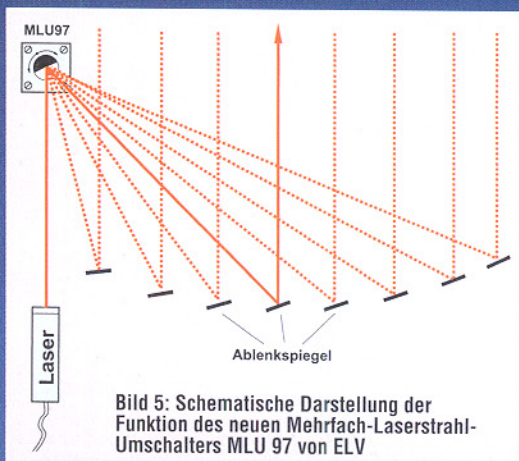 MLU97
Laser
Ablenkspiegel
Bild 5: Schematische Darstellung der
Funktion des neuen Mehrfach-Laserstrahl-
Umschalters MLU 97 von ELV